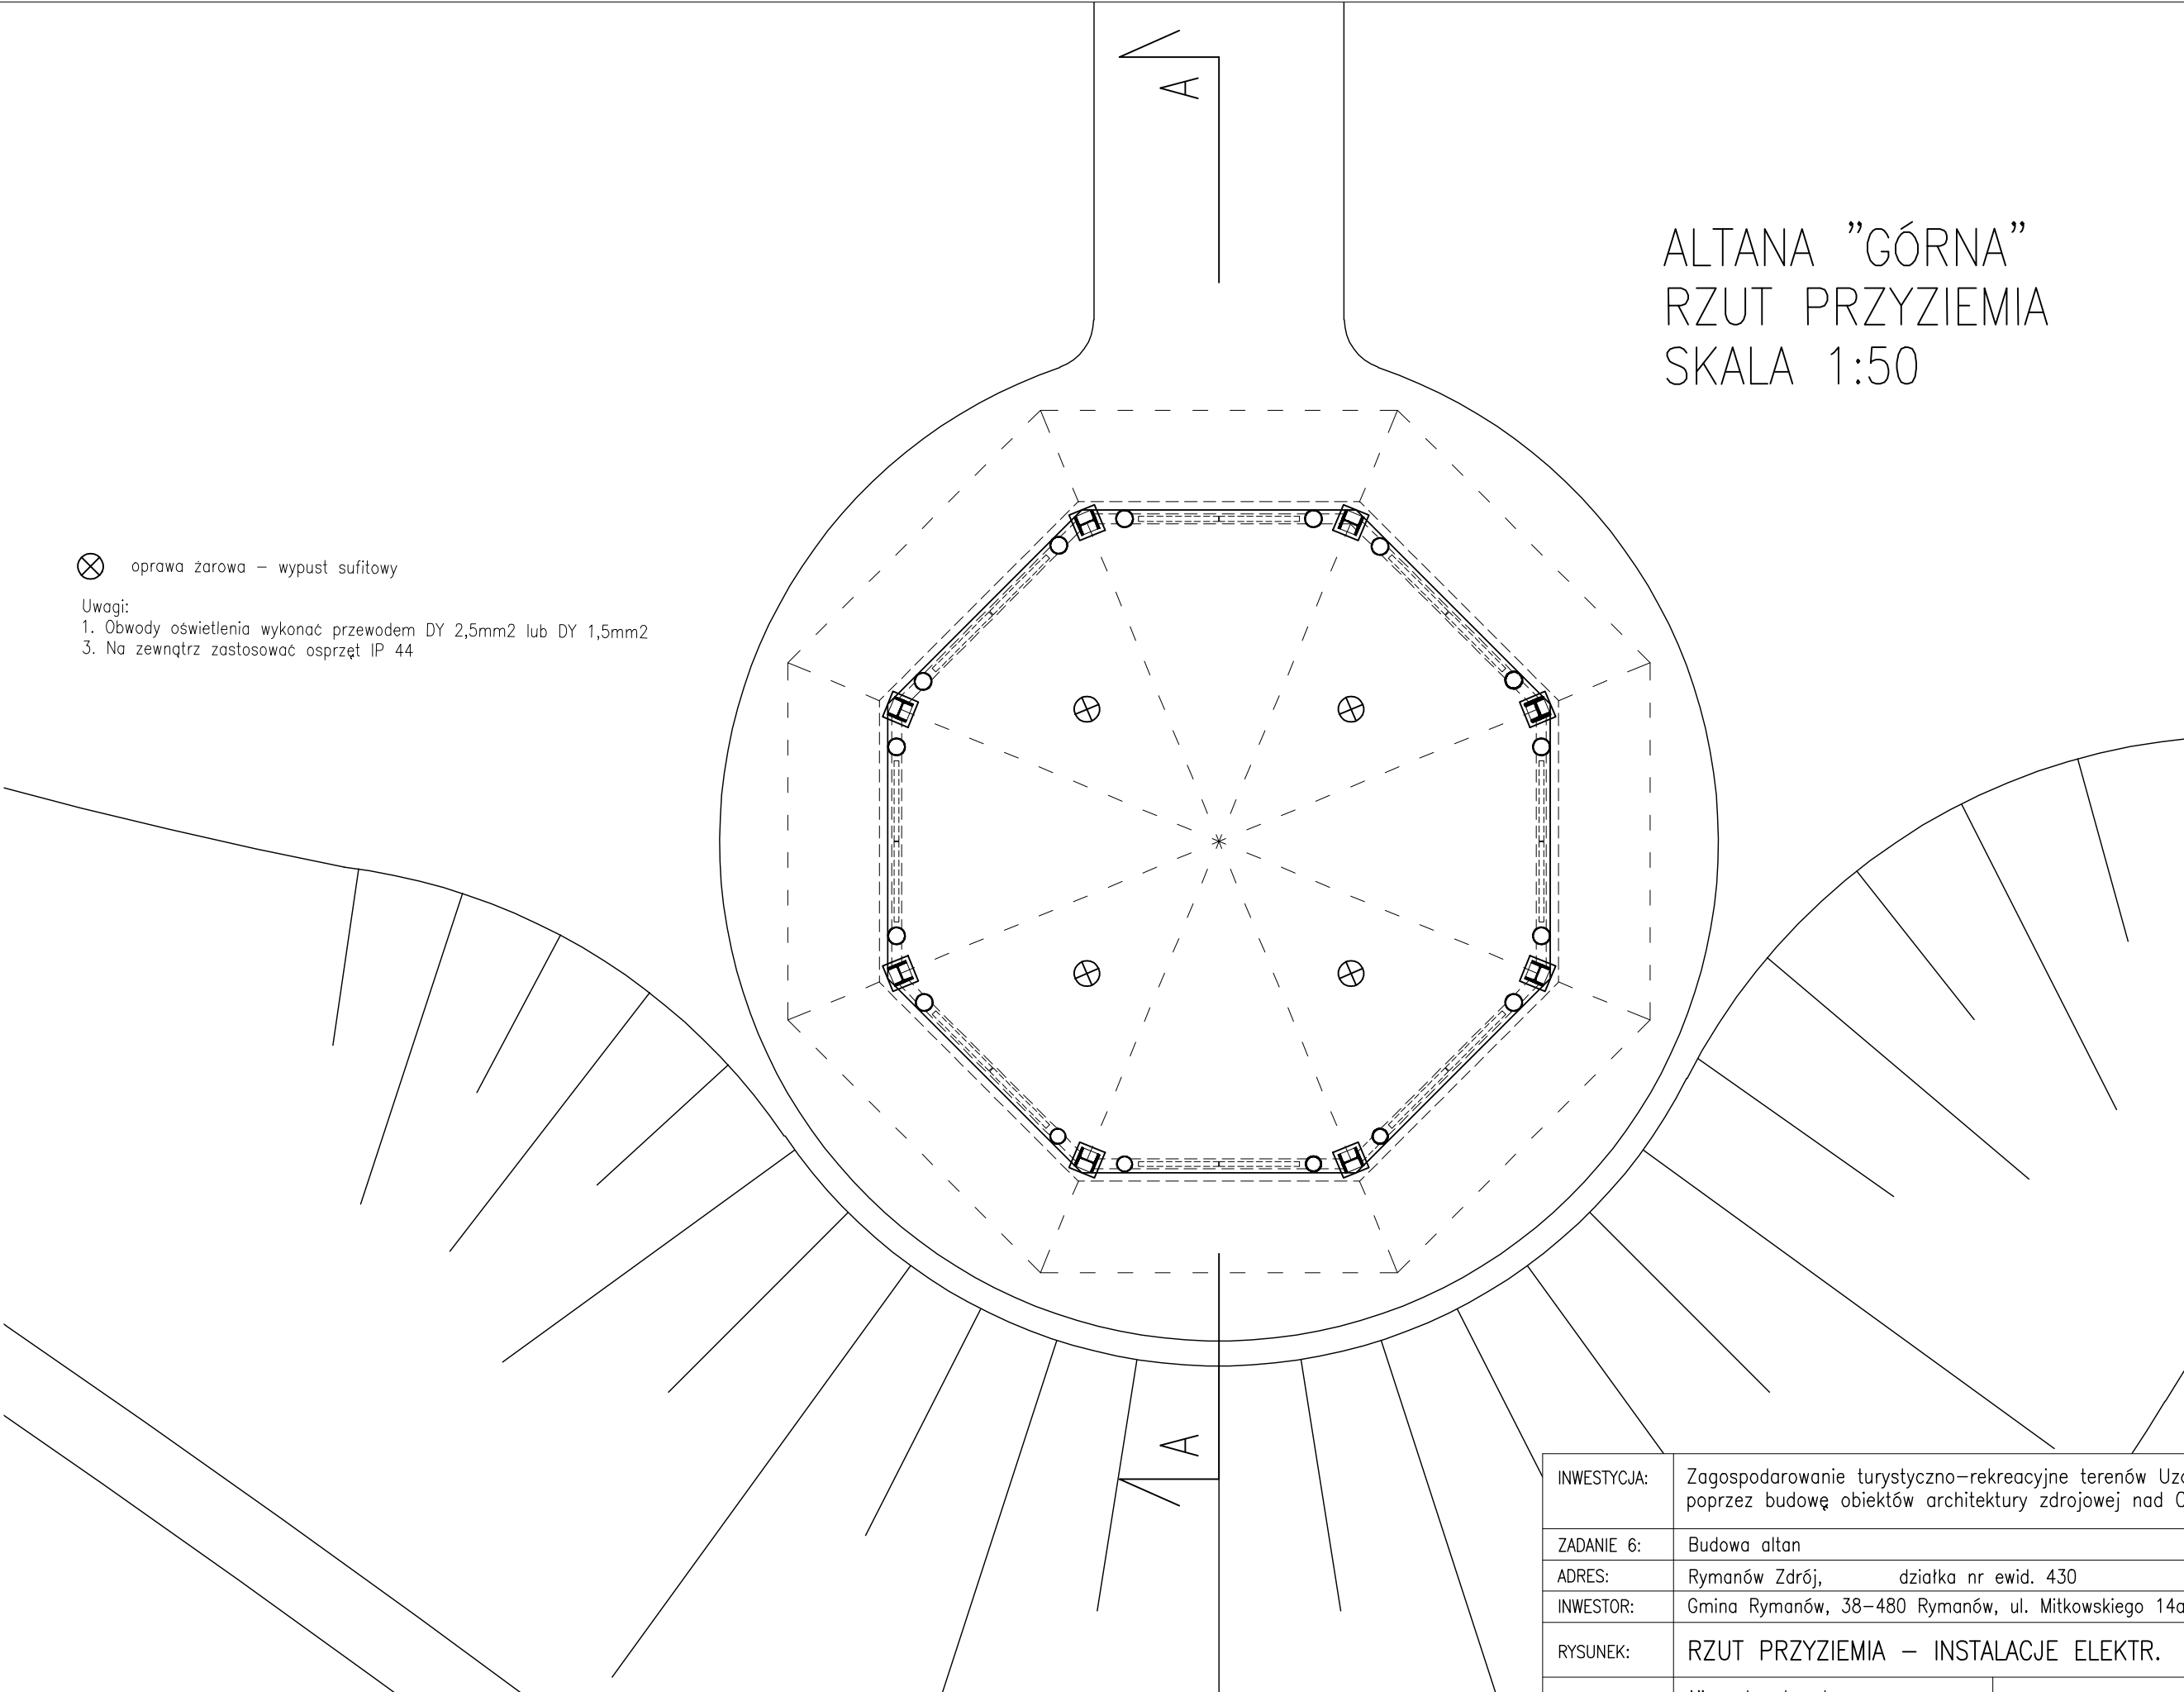 A
ALTANA "GÓRNA"
RZUT PRZYZIEMIA
SKALA 1:50
oprawa żarowa – wypust sufitowy
Uwagi:
1. Obwody oświetlenia wykonać przewodem DY 2,5mm2 lub DY 1,5mm2
3. Na zewnątrz zastosować osprzęt IP 44
A
INWESTYCJA: Zagospodarowanie turystyczno-rekreacyjne terenów
poprzez budowę obiektów architektury zdrojowej nad
ZADANIE 6: Budowa altan
ADRES: Rymanów Zdrój, działka nr ewid. 430
INWESTOR: Gmina Rymanów, 38-480 Rymanów, ul. Mitkowskiego 14a
RYSUNEK: RZUT PRZYZIEMIA – INSTALACJE ELEKTR.